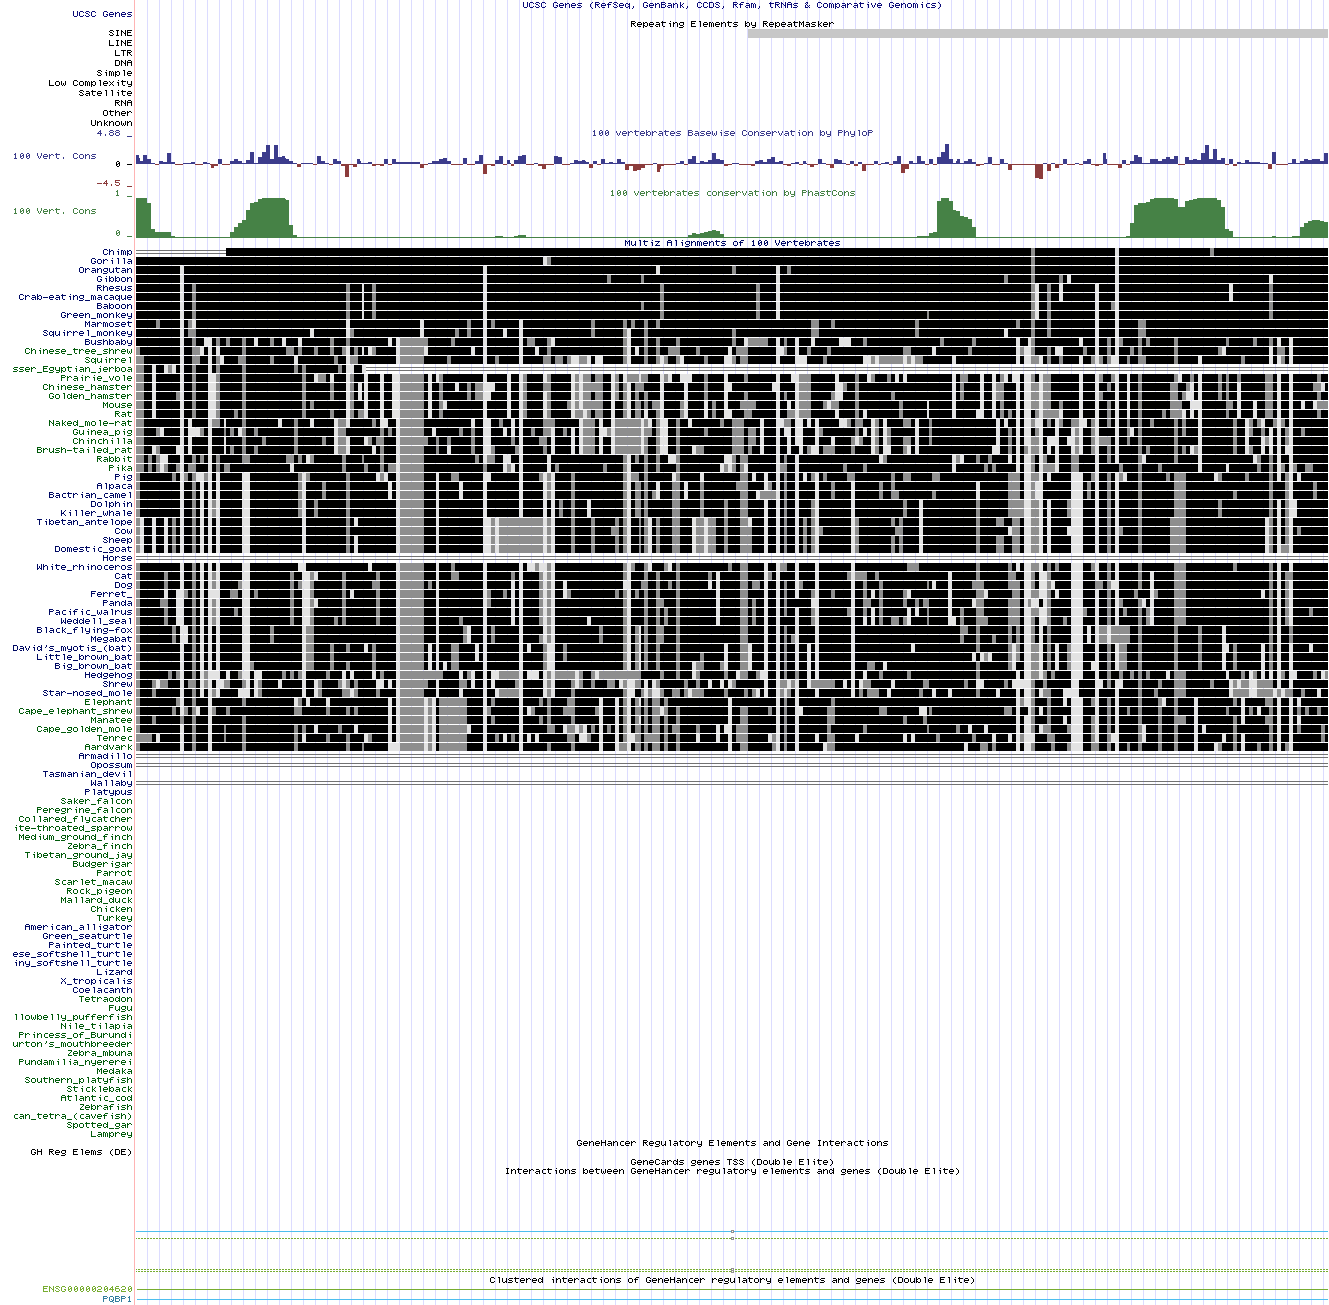 UCSC Genes (RefSeq, GenBank, CCDS, Rfam, tRNAs & Comparative Genomics)
UCSC Genes
Repeating Elements by RepeatMasker
SINE
LINE
LTR
DNA
Simple
Low Complexity
Satellite
RNA
Other
Unknown
4.88 _
100 vertebrates Basewise Conservation by PhyloP
100 Vert. Cons
0 _
-4.5 _
1 _
100 vertebrates conservation by PhastCons
100 Vert. Cons
0 _
Multiz Alignments of 100 Vertebrates
Chimp
Gorilla
Orangutan
Gibbon
Rhesus
Crab-eating_macaque
Baboon
Green_monkey
Marmoset
Squirrel_monkey
Bushbaby
Chinese_tree_shrew
Squirrel
sser_Egyptian_jerboa
Prairie_vole
Chinese_hamster
Golden_hamster
Mouse
Rat
Naked_mole-rat
Guinea_pig
Chinchilla
Brush-tailed_rat
Rabbit
Pika
Pig
Alpaca
Bactrian_camel
Dolphin
Killer_whale
Tibetan_antelope
Cow
Sheep
Domestic_goat
Horse
White_rhinoceros
Cat
Dog
Ferret_
Panda
Pacific_walrus
Weddell_seal
Black_flying-fox
Megabat
David's_myotis_(bat)
Little_brown_bat
Big_brown_bat
Hedgehog
Shrew
Star-nosed_mole
Elephant
Cape_elephant_shrew
Manatee
Cape_golden_mole
Tenrec
Aardvark
Armadillo
Opossum
Tasmanian_devil
Wallaby
Platypus
Saker_falcon
Peregrine_falcon
Collared_flycatcher
ite-throated_sparrow
Medium_ground_finch
Zebra_finch
Tibetan_ground_jay
Budgerigar
Parrot
Scarlet_macaw
Rock_pigeon
Mallard_duck
Chicken
Turkey
American_alligator
Green_seaturtle
Painted_turtle
ese_softshell_turtle
iny_softshell_turtle
Lizard
X_tropicalis
Coelacanth
Tetraodon
Fugu
llowbelly_pufferfish
Nile_tilapia
Princess_of_Burundi
urton's_mouthbreeder
Zebra_mbuna
Pundamilia_nyererei
Medaka
Southern_platyfish
Stickleback
Atlantic_cod
Zebrafish
can_tetra_(cavefish)
Spotted_gar
Lamprey
GeneHancer Regulatory Elements and Gene Interactions
GH Reg Elems (DE)
GeneCards genes TSS (Double Elite)
Interactions between GeneHancer regulatory elements and genes (Double Elite)
Clustered interactions of GeneHancer regulatory elements and genes (Double Elite)
ENSG00000204620
PQBP1